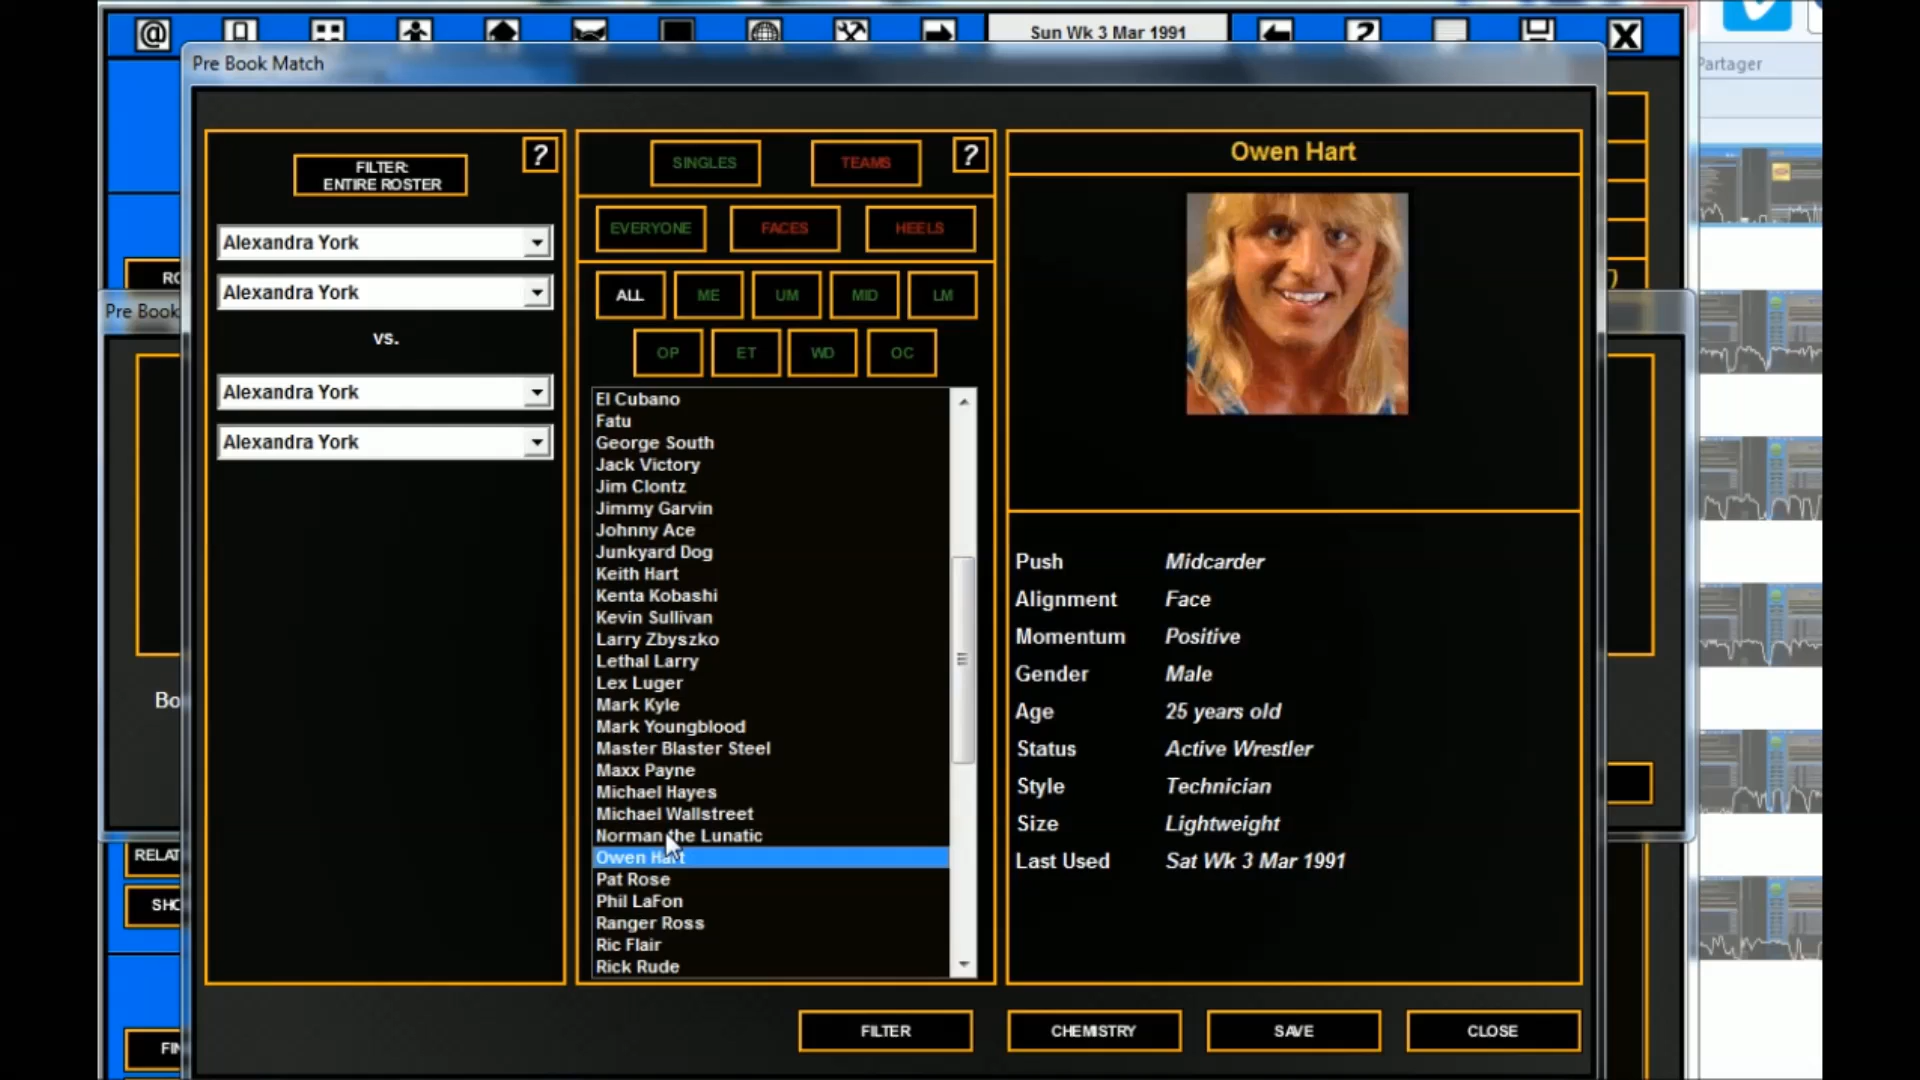 Sun Wk 3 Mar 1991
Partager
Pre Book Match
FILTER:
ENTIRE ROSTER
?
Alexandra York
Alexandra York
vs.
Alexandra York
Alexandra York
SINGLES
TEAMS
?
EVERYONE
FACES
HEELS
ALL
ME
UM
MID
LM
OP
ET
WD
OC
El Cubano
Fatu
George South
Jack Victory
Jim Clontz
Jimmy Garvin
Johnny Ace
Junkyard Dog
Keith Hart
Kenta Kobashi
Kevin Sullivan
Larry Zbyszko
Lethal Larry
Lex Luger
Mark Kyle
Mark Youngblood
Master Blaster Steel
Maxx Payne
Michael Hayes
Michael Wallstreet
Norman the Lunatic
Owen Hart
Pat Rose
Phil LaFon
Ranger Ross
Ric Flair
Rick Rude
Owen Hart
Push Midcarder
Alignment Face
Momentum Positive
Gender Male
Age 25 years old
Status Active Wrestler
Style Technician
Size Lightweight
Last Used Sat Wk 3 Mar 1991
FILTER
CHEMISTRY
SAVE
CLOSE
Pre Book
RO
Bo
RELAT
SHO
FIN